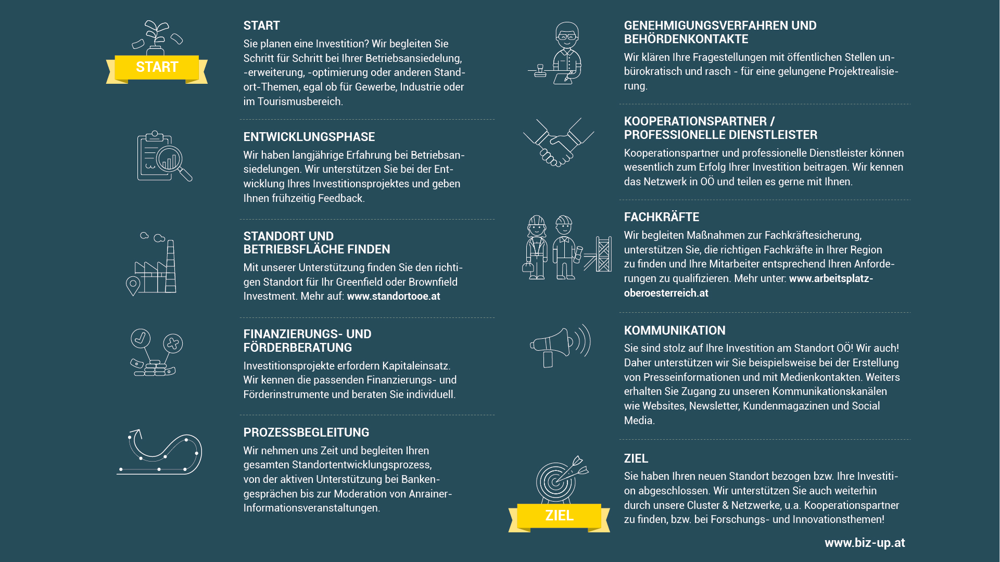 START
START
Sie planen eine Investition? Wir begleiten Sie
Schritt für Schritt bei Ihrer Betriebsansiedelung,
-erweiterung, -optimierung oder anderen Stand-
ort-Themen, egal ob für Gewerbe, Industrie oder
im Tourismusbereich.
ENTWICKLUNGSPHASE
Wir haben langjährige Erfahrung bei Betriebsan-
siedelungen. Wir unterstützen Sie bei der Ent-
wicklung Ihres Investitionsprojektes und geben
Ihnen frühzeitig Feedback.
STANDORT UND
BETRIEBSFLÄCHE FINDEN
Mit unserer Unterstützung finden Sie den richti-
gen Standort für Ihr Greenfield oder Brownfield
Investment. Mehr auf: www.standortooe.at
FINANZIERUNGS- UND
FÖRDERBERATUNG
Investitionsprojekte erfordern Kapitaleinsatz.
Wir kennen die passenden Finanzierungs- und
Förderinstrumente und beraten Sie individuell.
PROZESSBEGLEITUNG
Wir nehmen uns Zeit und begleiten Ihren
gesamten Standortentwicklungsprozess,
von der aktiven Unterstützung bei Banken-
gesprächen bis zur Moderation von Anrainer-
Informationsveranstaltungen.
GENEHMIGUNGSVERFAHREN UND
BEHÖRDENKONTAKTE
Wir klären Ihre Fragestellungen mit öffentlichen Stellen un-
bürokratisch und rasch - für eine gelungene Projektrealisie-
rung.
KOOPERATIONSPARTNER /
PROFESSIONELLE DIENSTLEISTER
Kooperationspartner und professionelle Dienstleister können
wesentlich zum Erfolg Ihrer Investition beitragen. Wir kennen
das Netzwerk in OÖ und teilen es gerne mit Ihnen.
FACHKRÄFTE
Wir begleiten Maßnahmen zur Fachkräftesicherung,
unterstützen Sie, die richtigen Fachkräfte in Ihrer Region
zu finden und Ihre Mitarbeiter entsprechend Ihren Anforde-
rungen zu qualifizieren. Mehr unter: www.arbeitsplatz-
oberoesterreich.at
KOMMUNIKATION
Sie sind stolz auf Ihre Investition am Standort OÖ! Wir auch!
Daher unterstützen wir Sie beispielsweise bei der Erstellung
von Presseinformationen und mit Medienkontakten. Weiters
erhalten Sie Zugang zu unseren Kommunikationskanälen
wie Websites, Newsletter, Kundenmagazinen und Social
Media.
ZIEL
ZIEL
Sie haben Ihren neuen Standort bezogen bzw. Ihre Investiti-
on abgeschlossen. Wir unterstützen Sie auch weiterhin
durch unsere Cluster & Netzwerke, u.a. Kooperationspartner
zu finden, bzw. bei Forschungs- und Innovationsthemen!
www.biz-up.at